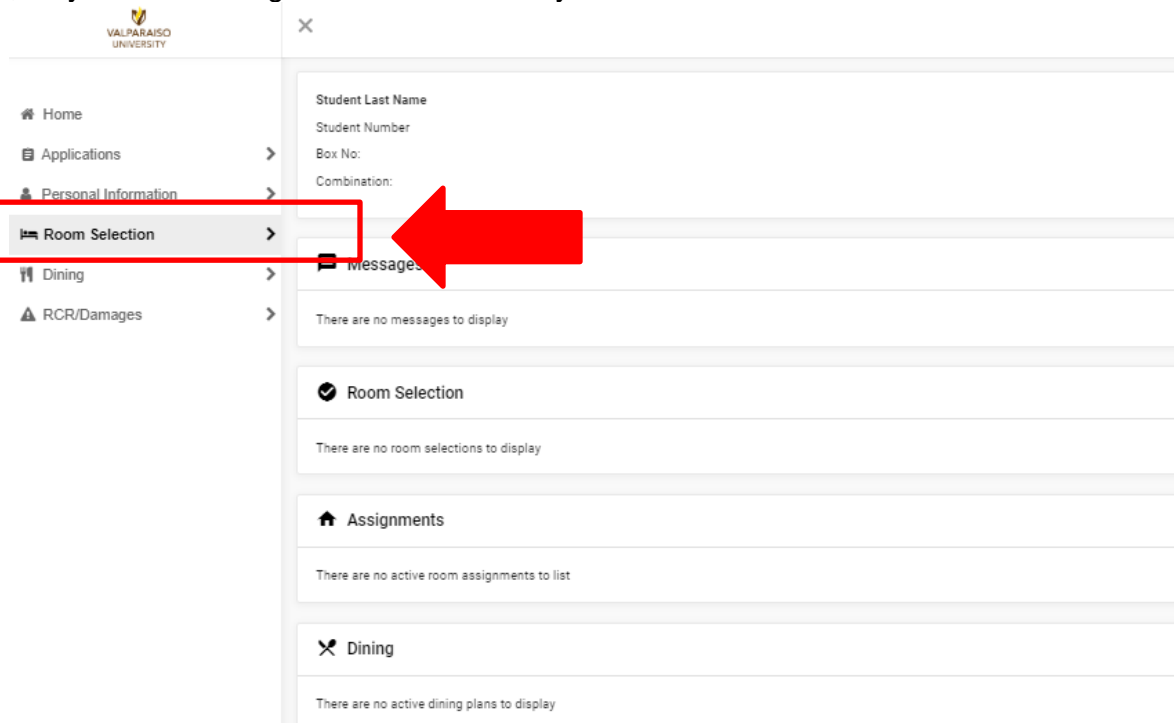 VALPARAISO
UNIVERSITY
Home
Applications
Personal Information
Room Selection
Dining
RCR/Damages
Student Last Name
Student Number
Box No:
Combination:
Messages
There are no messages to display
Room Selection
There are no room selections to display
Assignments
There are no active room assignments to list
Dining
There are no active dining plans to display